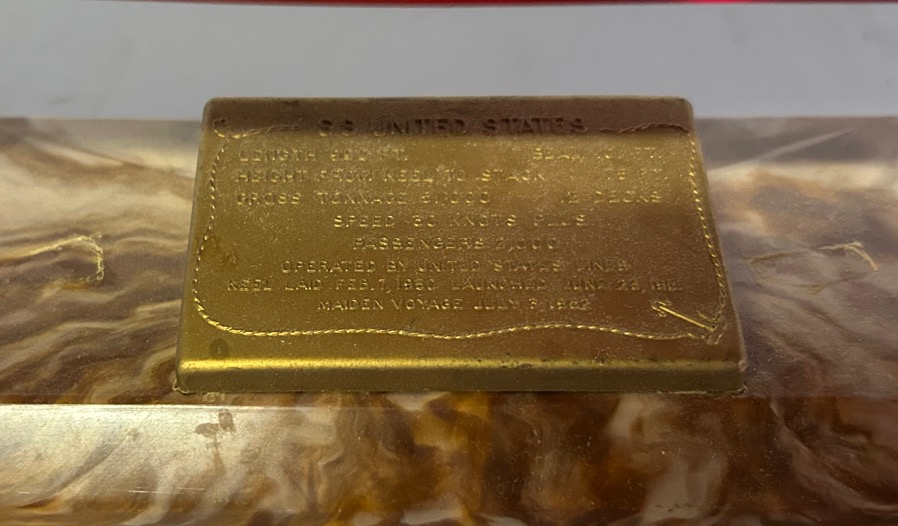 SS UNITED STATES
LENGTH 990 FT. BEAM 101 FT.
HEIGHT FROM KEEL TO STACK 175 FT.
GROSS TONNAGE 12 DECKS
SPEED 30 KNOTS PLUS
PASSENGERS 2,000
OPERATED BY UNITED STATES LINES
KEEL LAID FEB. 7, 1950 LAUNCHED JUNE 23, 1951
MAIDEN VOYAGE JULY 3 1952